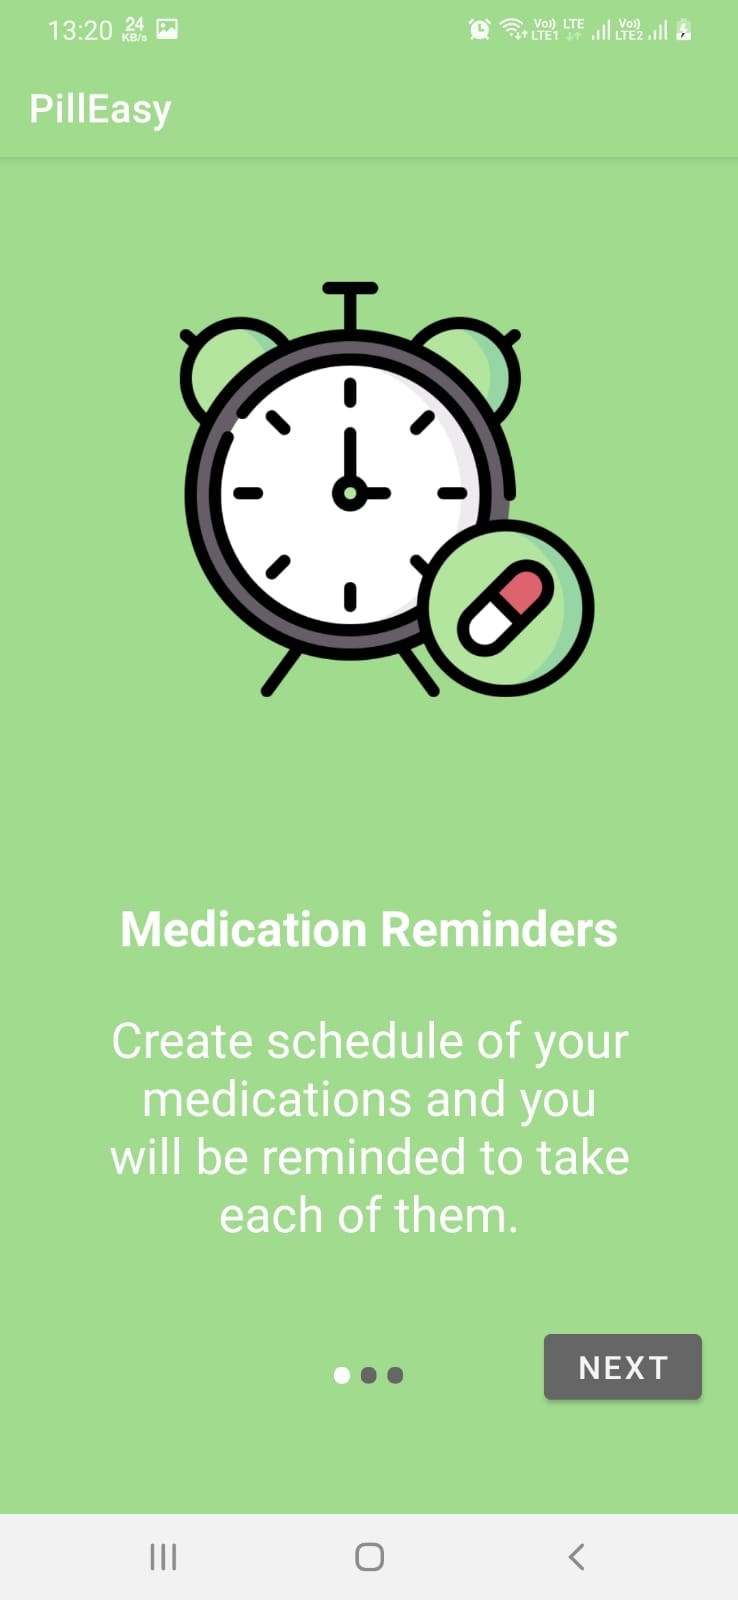 13:20 24 KB/s Vo) LTE1 LTE Vo) LTE2
PillEasy
Medication Reminders
Create schedule of your
medications and you
will be reminded to take
each of them.
NEXT